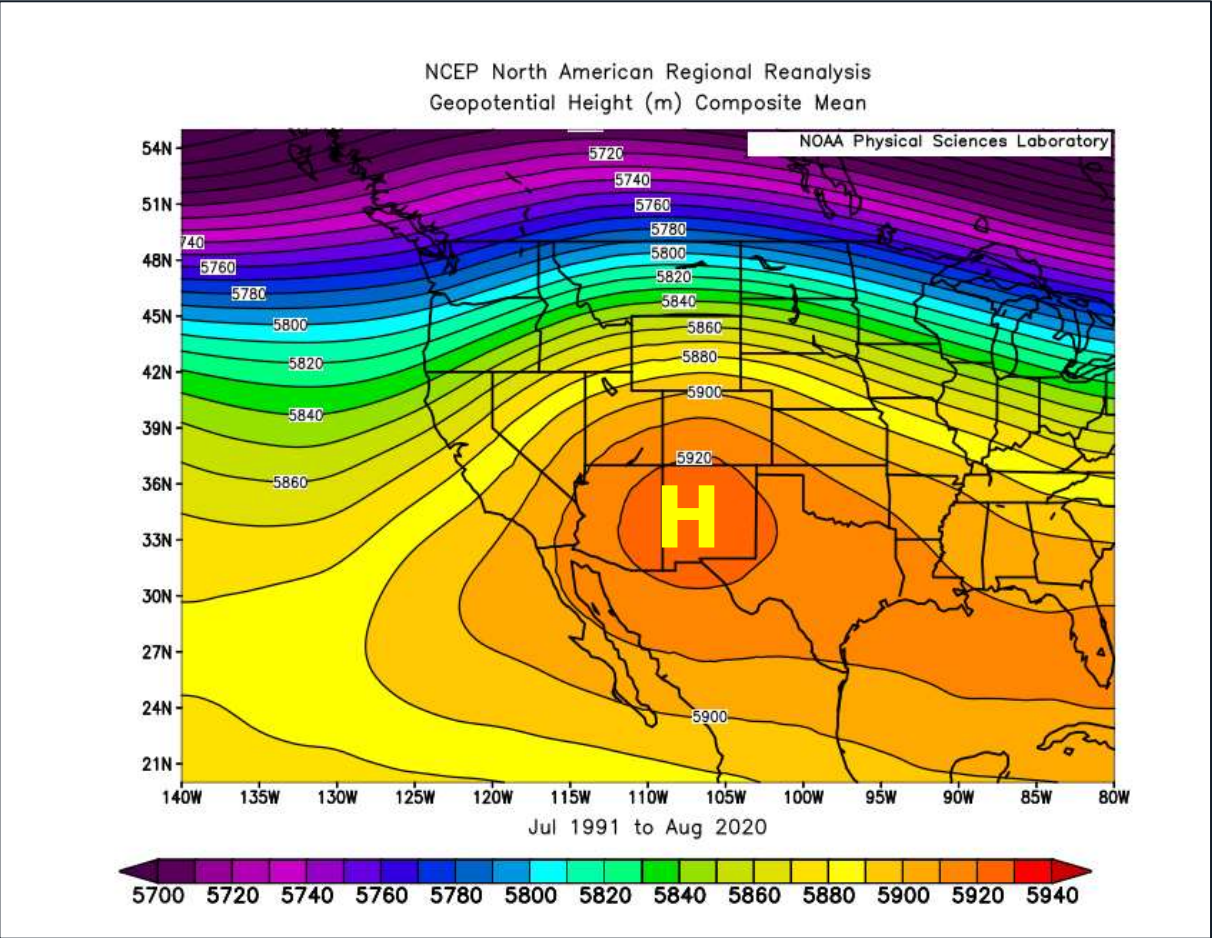 NCEP North American Regional Reanalysis
Geopotential Height (m) Composite Mean
NOAA Physical Sciences Laboratory
54N
5720
5740
51N
5760
5780
740
5800
48N
5760
5820
5780
5840
45N
5800
5860
5880
5820
42N
5900
5840
39N
5920
5860
36N
H
33N
30N
27N
5900
24N
21N
140W 135W 130W 125W 120W 115W 110W 105W 100W 95W 90W 85W 80W
Jul 1991 to Aug 2020
5700 5720 5740 5760 5780 5800 5820 5840 5860 5880 5900 5920 5940